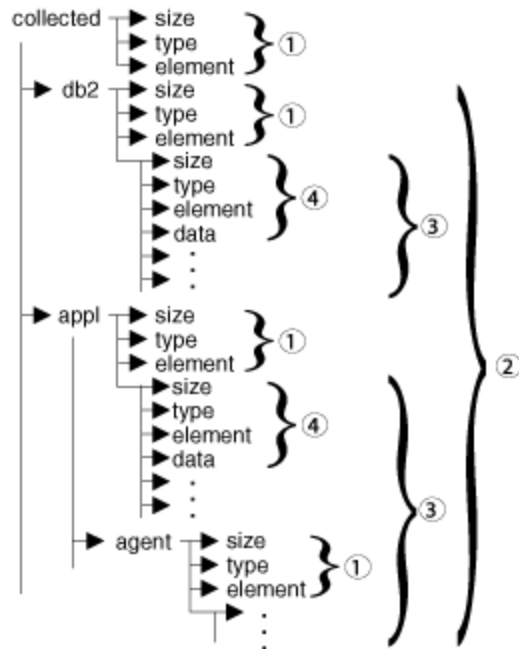 collected size
type ①
element
db2 size
type ①
element
size
type
element ④
data ③
appl size
type ①
element ②
size
type
element ④
data
③
agent size
type ①
element